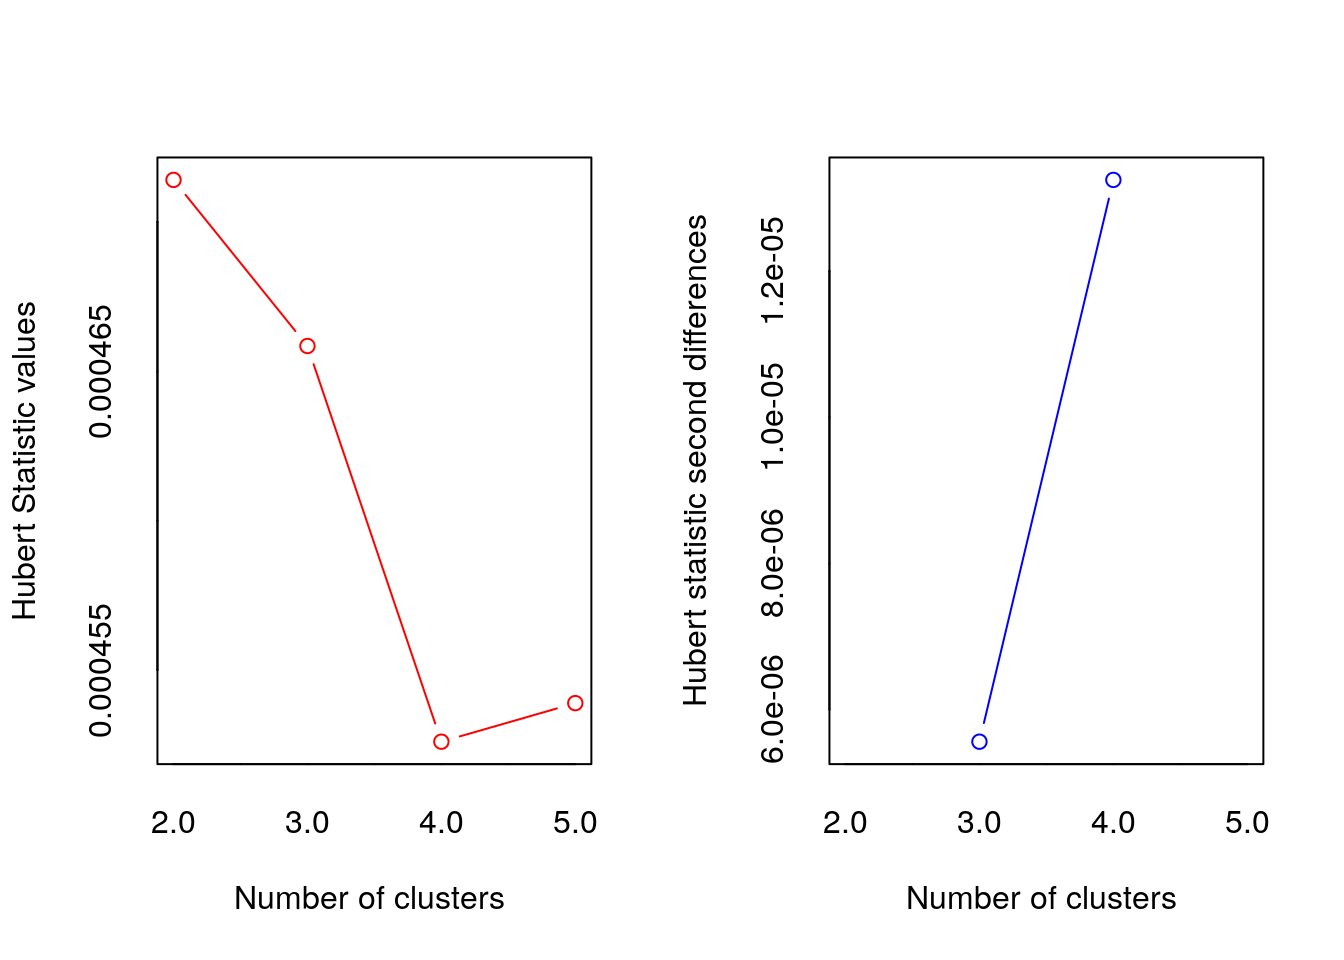 Hubert Statistic values
0.000455
0.000465
2.0 3.0 4.0 5.0
Number of clusters
Hubert statistic second differences
6.0e-06
8.0e-06
1.0e-05
1.2e-05
2.0 3.0 4.0 5.0
Number of clusters